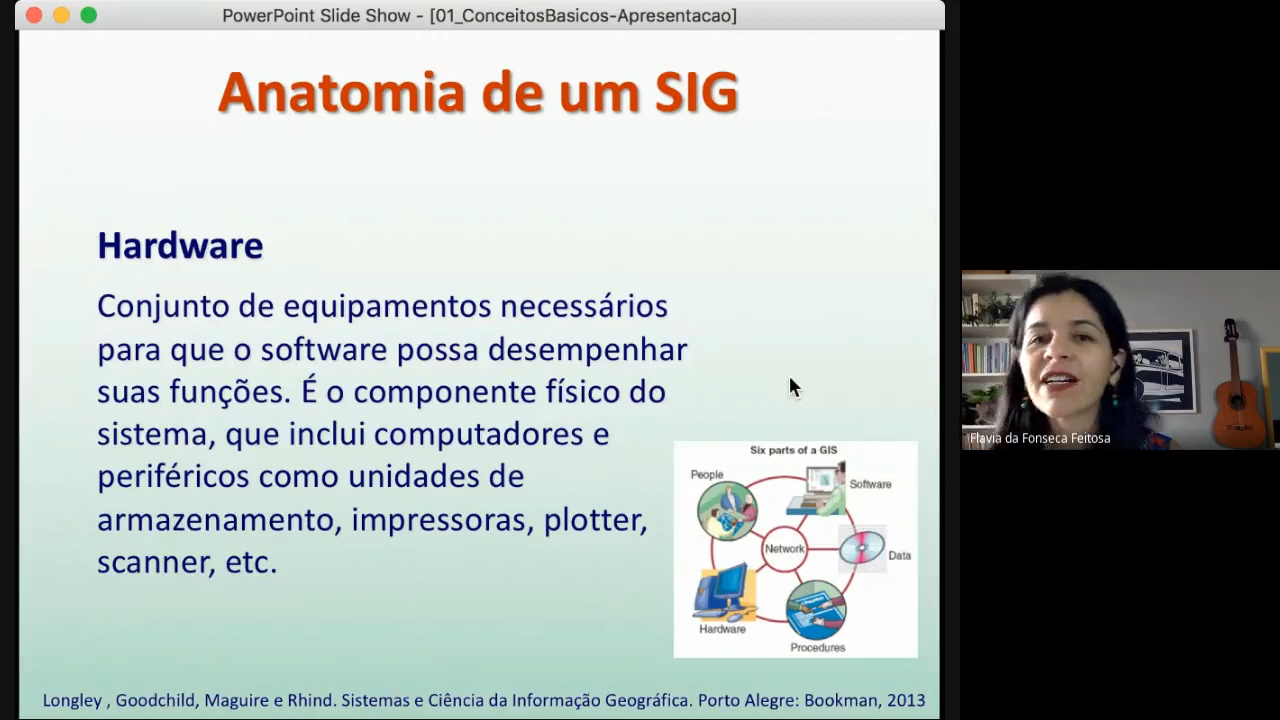 PowerPoint Slide Show - [01_ConceitosBasicos-Apresentacao]
Anatomia de um SIG
Hardware
Conjunto de equipamentos necessários
para que o software possa desempenhar
suas funções. É o componente físico do
sistema, que inclui computadores e
periféricos como unidades de
armazenamento, impressoras, plotter,
scanner, etc.
Six parts of a GIS
People
Software
Network
Data
Hardware
Procedures
Longley , Goodchild, Maguire e Rhind. Sistemas e Ciência da Informação Geográfica. Porto Alegre: Bookman, 2013
Flavia da Fonseca Feitosa